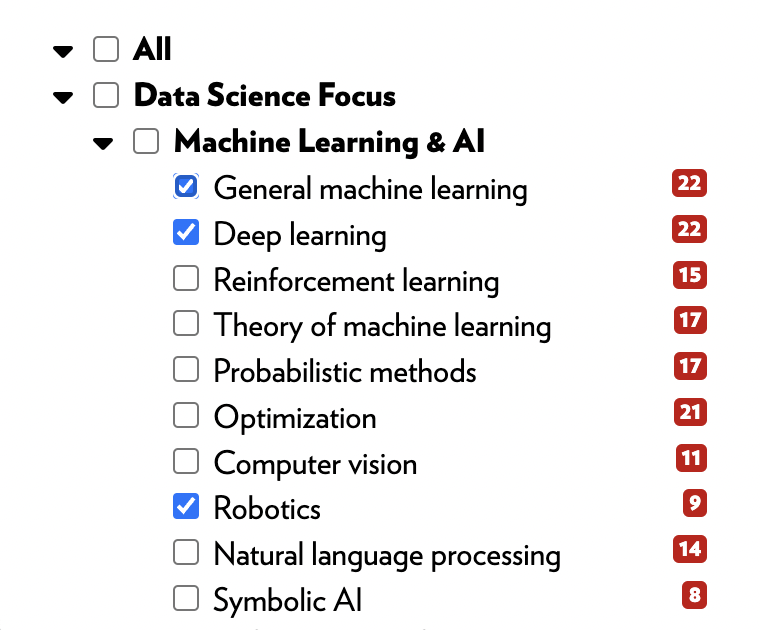 All
Data Science Focus
Machine Learning & AI
General machine learning 22
Deep learning 22
Reinforcement learning 15
Theory of machine learning 17
Probabilistic methods 17
Optimization 21
Computer vision 11
Robotics 9
Natural language processing 14
Symbolic AI 8